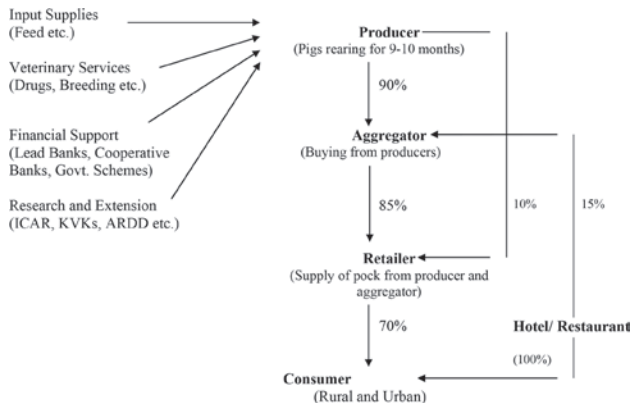 Input Supplies
(Feed etc.)
Veterinary Services
(Drugs, Breeding etc.)
Financial Support
(Lead Banks, Cooperative
Banks, Govt. Schemes)
Research and Extension
(ICAR, KVKs, ARDD etc.)
Producer
(Pigs rearing for 9-10 months)
90%
Aggregator
(Buying from producers)
85%
10%
15%
Retailer
(Supply of pock from producer and
aggregator)
70%
Hotel/ Restaurant
(100%)
Consumer
(Rural and Urban)